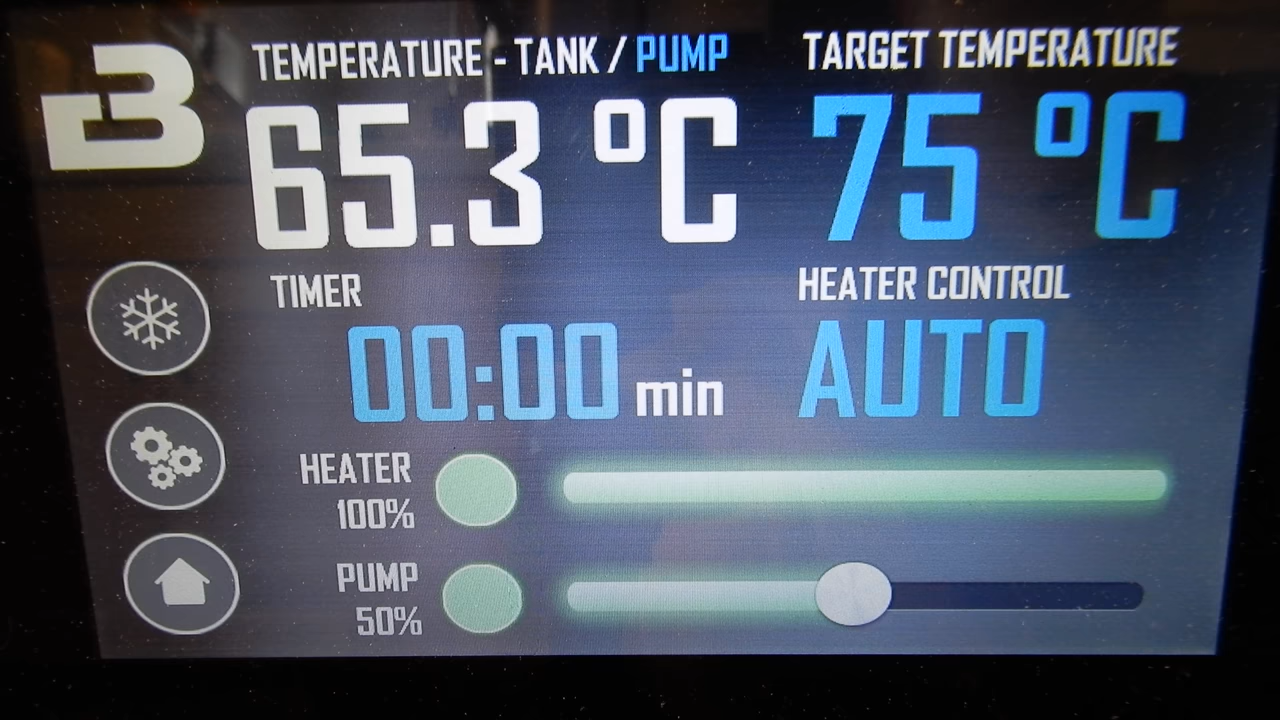 B
TEMPERATURE - TANK / PUMP
TARGET TEMPERATURE
65.3 °C
75 °C
TIMER
HEATER CONTROL
00:00 min
AUTO
HEATER
100%
PUMP
50%